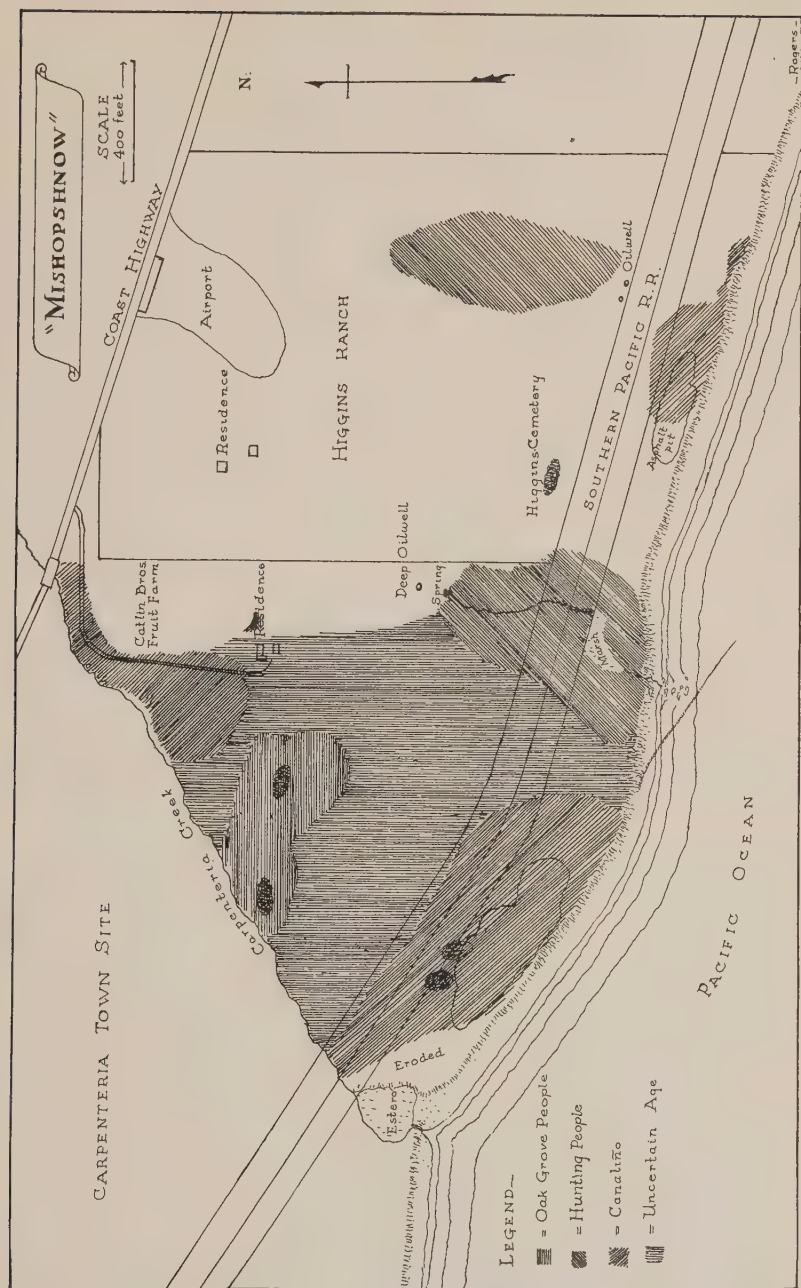 "MISHOPSHNOW"
SCALE
400 feet
N:
COAST HIGHWAY
Airport
Residence
HIGGINS RANCH
Catlin Bros.
Fruit Farm
Residence
Deep Oilwell
Spring
Higgins Cemetery
Oilwell
SOUTHERN PACIFIC R.R.
Asphalt
pit
Marsh
Carpenteria Creek
CARPENTERIA TOWN SITE
Eroded
Estero
PACIFIC OCEAN
LEGEND—
= Oak Grove People
= Hunting People
= Canaliño
= Uncertain Age
-Rogers-